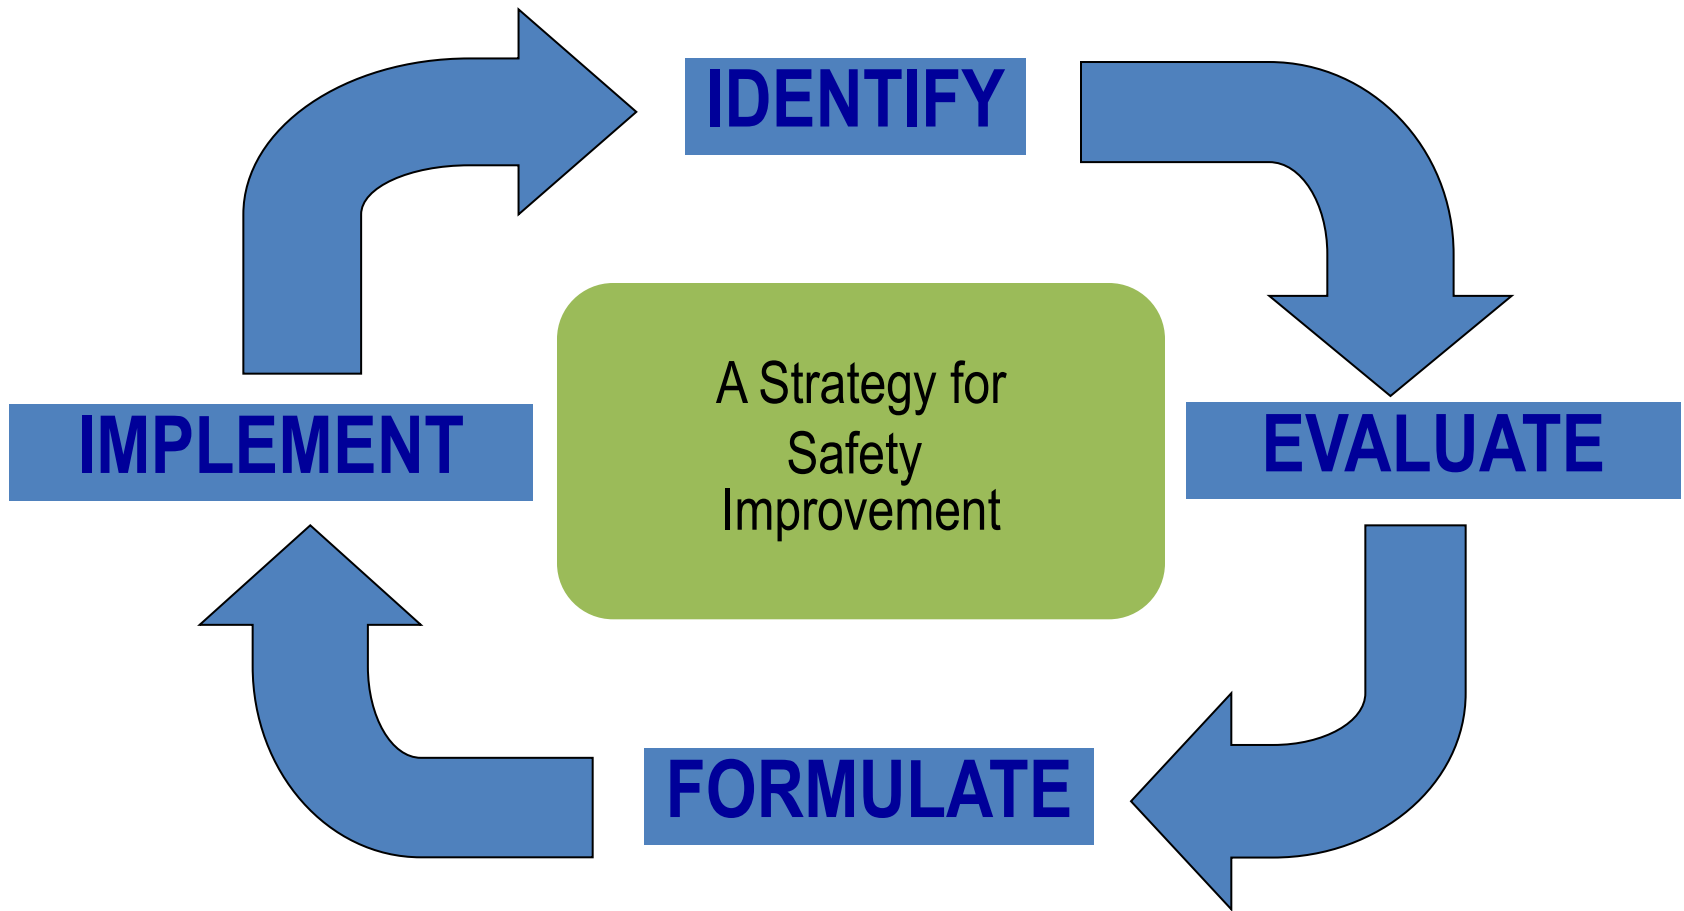 IDENTIFY
A Strategy for
Safety
Improvement
IMPLEMENT
EVALUATE
FORMULATE